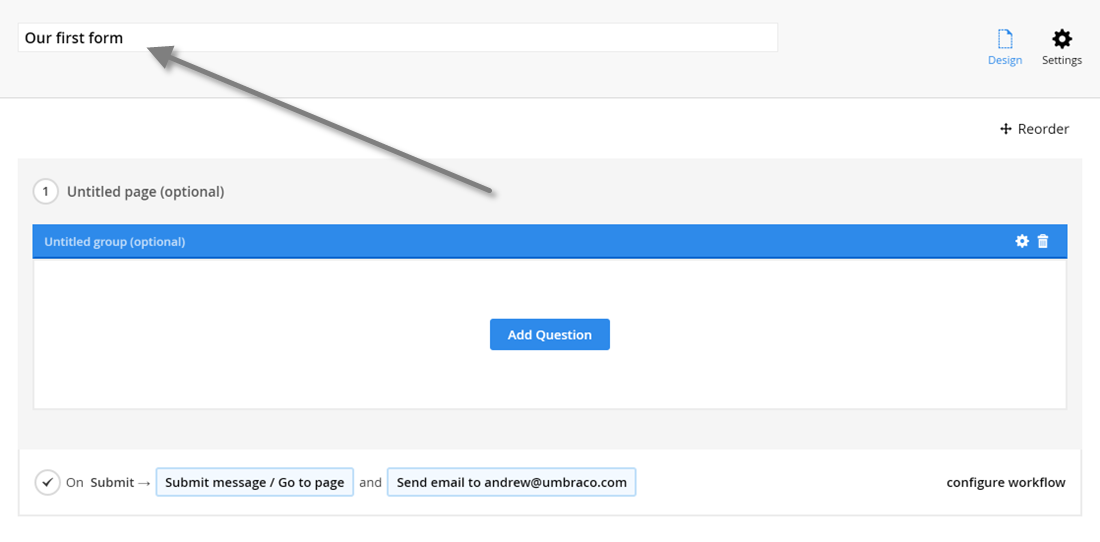 Our first form
Design
Settings
Reorder
1
Untitled page (optional)
Untitled group (optional)
Add Question
On Submit → Submit message / Go to page and Send email to andrew@umbraco.com configure workflow